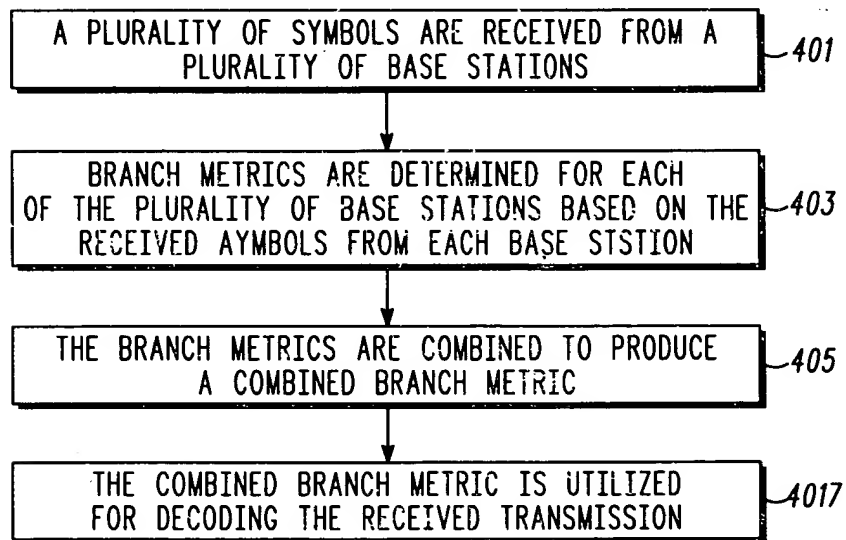 A PLURALITY OF SYMBOLS ARE RECEIVED FROM A
PLURALITY OF BASE STATIONS
401
BRANCH METRICS ARE DETERMINED FOR EACH
OF THE PLURALITY OF BASE STATIONS BASED ON THE
RECEIVED AYMBOLS FROM EACH BASE STSTION
403
THE BRANCH METRICS ARE COMBINED TO PRODUCE
A COMBINED BRANCH METRIC
405
THE COMBINED BRANCH METRIC IS UTILIZED
FOR DECODING THE RECEIVED TRANSMISSION
4017